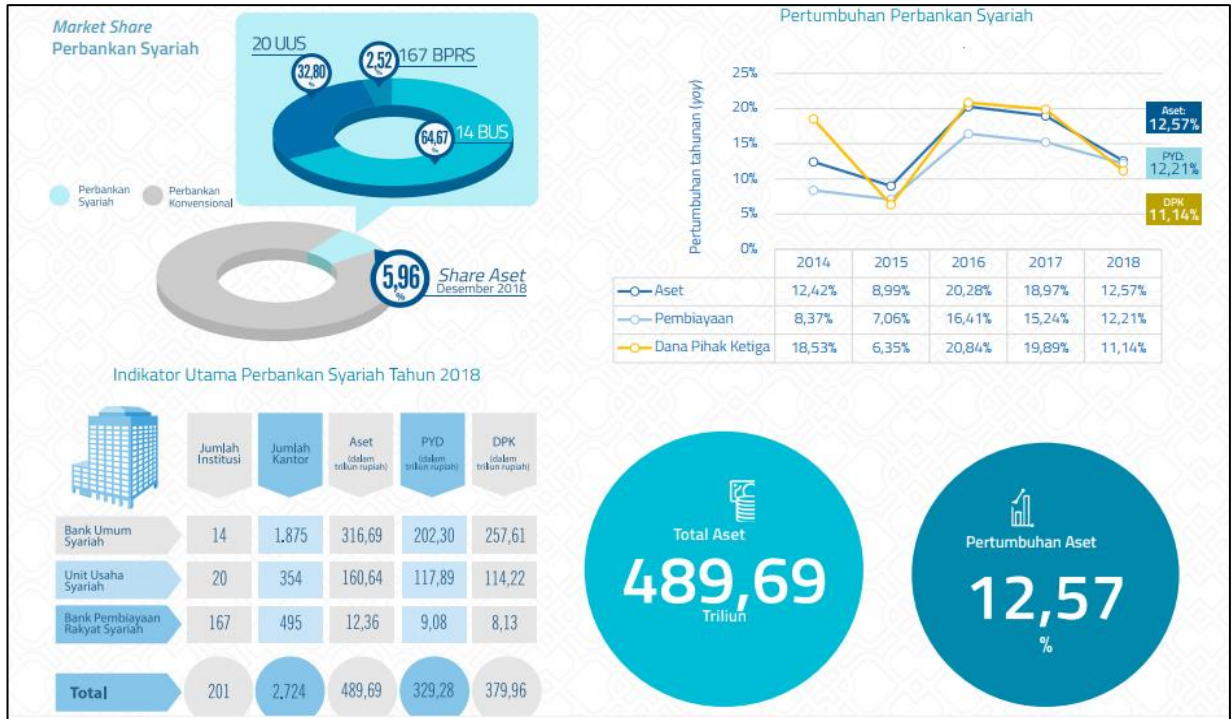 Market Share
Perbankan Syariah
20 UUS
32,80
%
2,52
%
167 BPRS
64,67
%
14 BUS
Perbankan
Syariah
Perbankan
Konvensional
5,96
%
Share Aset
Desember 2018
Pertumbuhan Perbankan Syariah
Pertumbuhan tahunan (yoy)
25%
20%
15%
10%
5%
0%
Aset:
12,57%
PYD:
12,21%
DPK
11,14%
2014 2015 2016 2017 2018
Aset 12,42% 8,99% 20,28% 18,97% 12,57%
Pembiayaan 8,37% 7,06% 16,41% 15,24% 12,21%
Dana Pihak Ketiga 18,53% 6,35% 20,84% 19,89% 11,14%
Indikator Utama Perbankan Syariah Tahun 2018
Jumlah
Institusi
Jumlah
Kantor
Aset
(dalam
triliun rupiah)
PYD
(dalam
triliun rupiah)
DPK
(dalam
triliun rupiah)
Bank Umum
Syariah
14 1.875 316,69 202,30 257,61
Unit Usaha
Syariah
20 354 160,64 117,89 114,22
Bank Pembiayaan
Rakyat Syariah
167 495 12,36 9,08 8,13
Total 201 2.724 489,69 329,28 379,96
Total Aset
489,69
Triliun
Pertumbuhan Aset
12,57
%